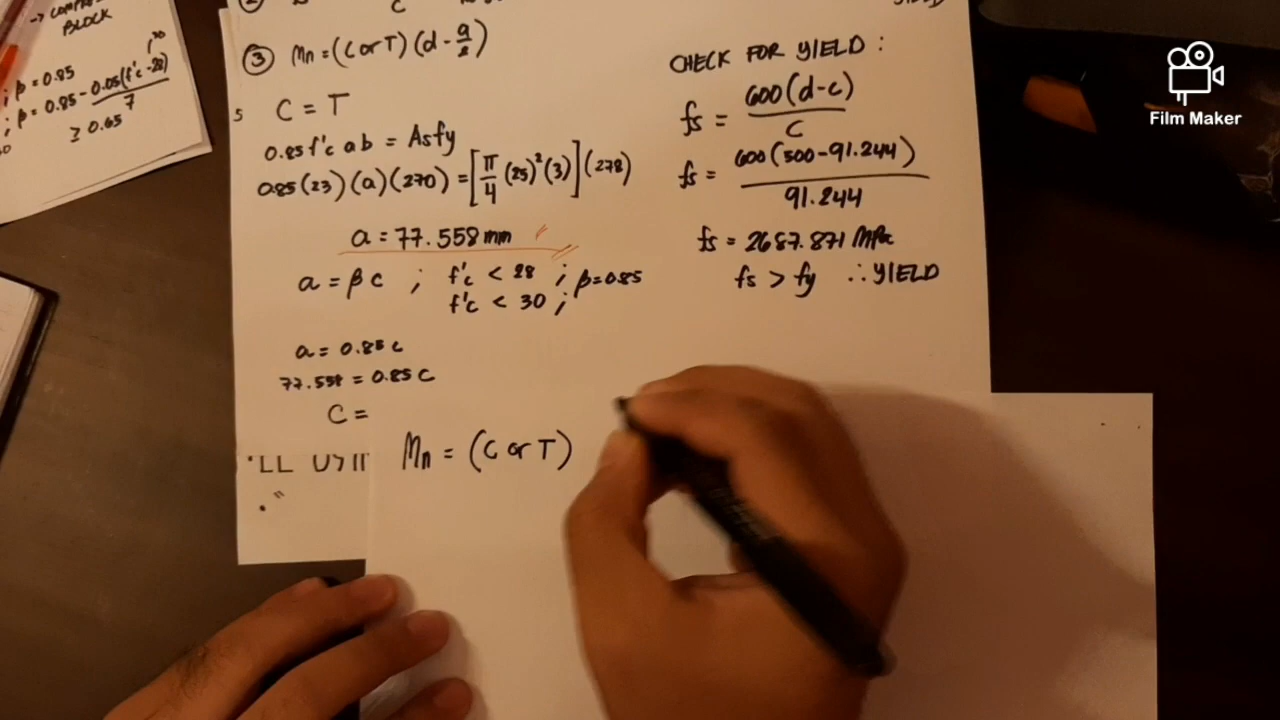 BLOCK
; β = 0.85
; β = 0.85 - 0.05(f'c - 28) / 7
≥ 0.65
③ Mn = (C or T) (d - a/2)
C = T
0.85 f'c a b = Asfy
0.85 (23) (a) (270) = [π/4 (25)² (3)] (278)
a = 77.558 mm
a = β c ; f'c < 28 ; β = 0.85
f'c < 30 ;
a = 0.85 c
77.558 = 0.85 C
C =
Mn = (C or T)
CHECK FOR YIELD :
fs = 600 (d - c) / C
fs = 600 (500 - 91.244) / 91.244
fs = 2687.871 MPa
fs > fy ∴ YIELD
Film Maker